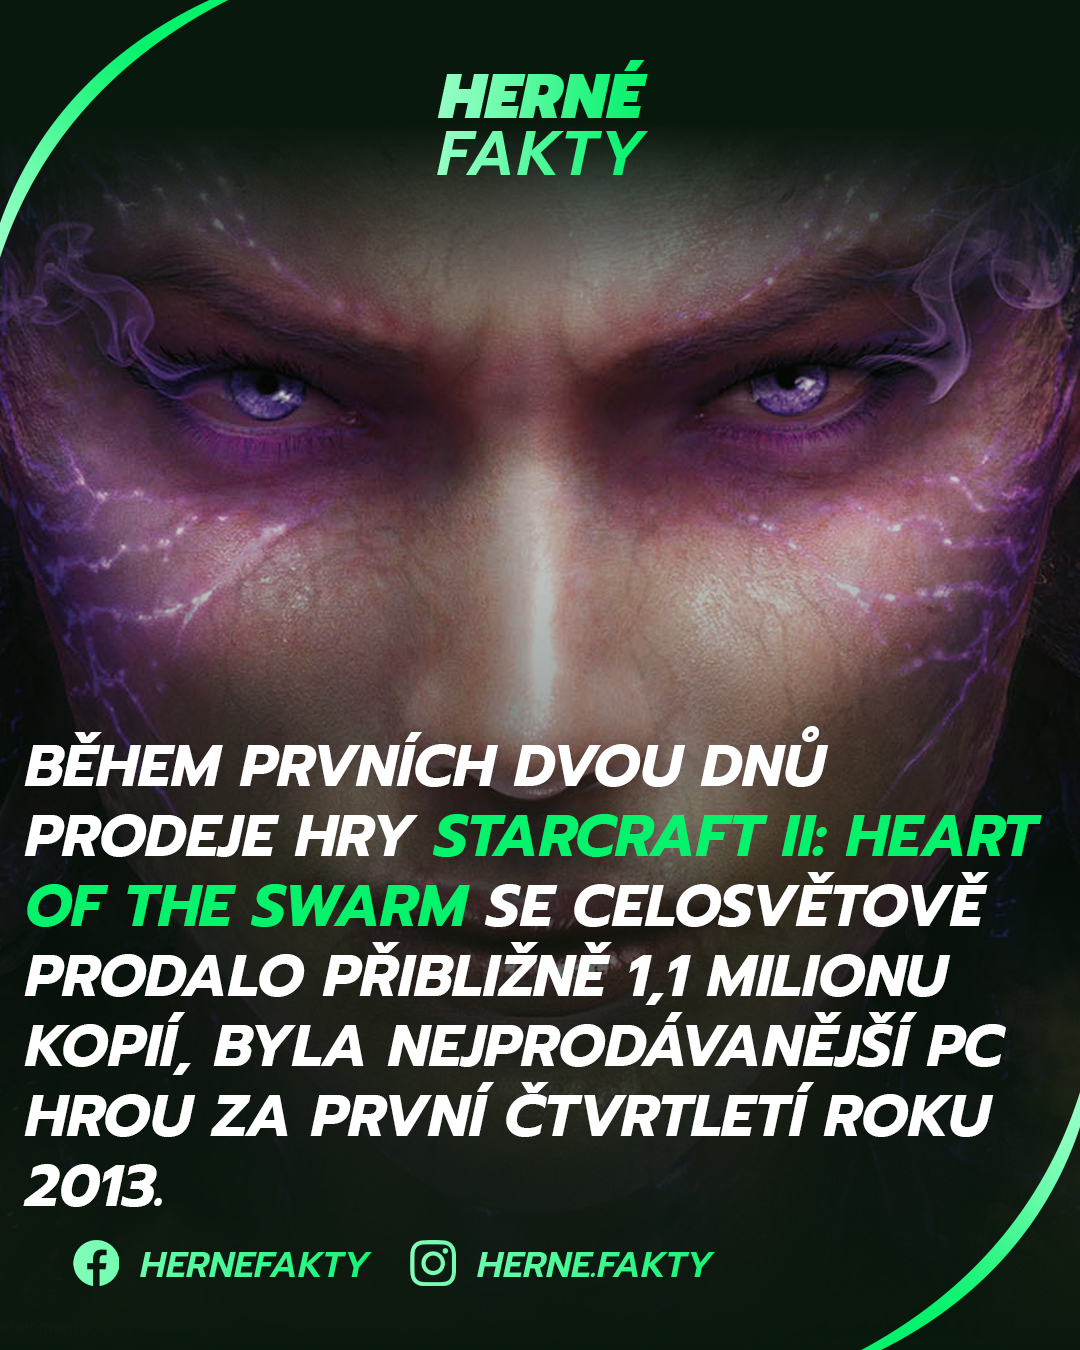 HERNÉ
FAKTY
BĚHEM PRVNÍCH DVOU DNŮ
PRODEJE HRY STARCRAFT II: HEART
OF THE SWARM SE CELOSVĚTOVĚ
PRODALO PŘIBLIŽNĚ 1,1 MILIONU
KOPIÍ, BYLA NEJPRODÁVANĚJŠÍ PC
HROU ZA PRVNÍ ČTVRTLETÍ ROKU
2013.
HERNEFAKTY HERNE.FAKTY